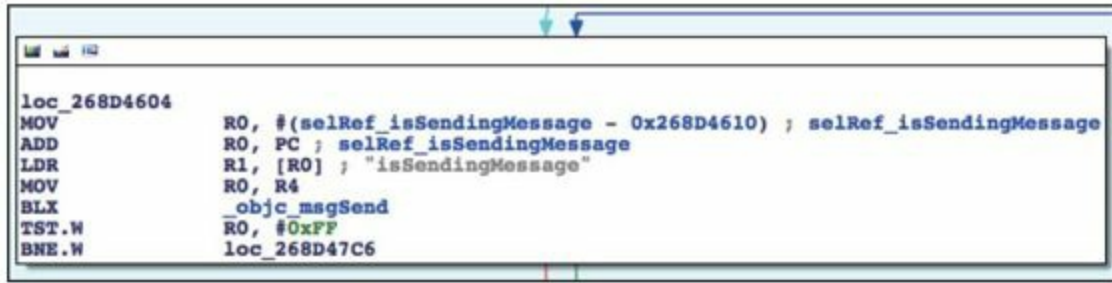 loc_268D4604
MOV R0, #(selRef_isSendingMessage - 0x268D4610) ; selRef_isSendingMessage
ADD R0, PC ; selRef_isSendingMessage
LDR R1, [R0] ; "isSendingMessage"
MOV R0, R4
BLX _objc_msgSend
TST.W R0, #0xFF
BNE.W loc_268D47C6